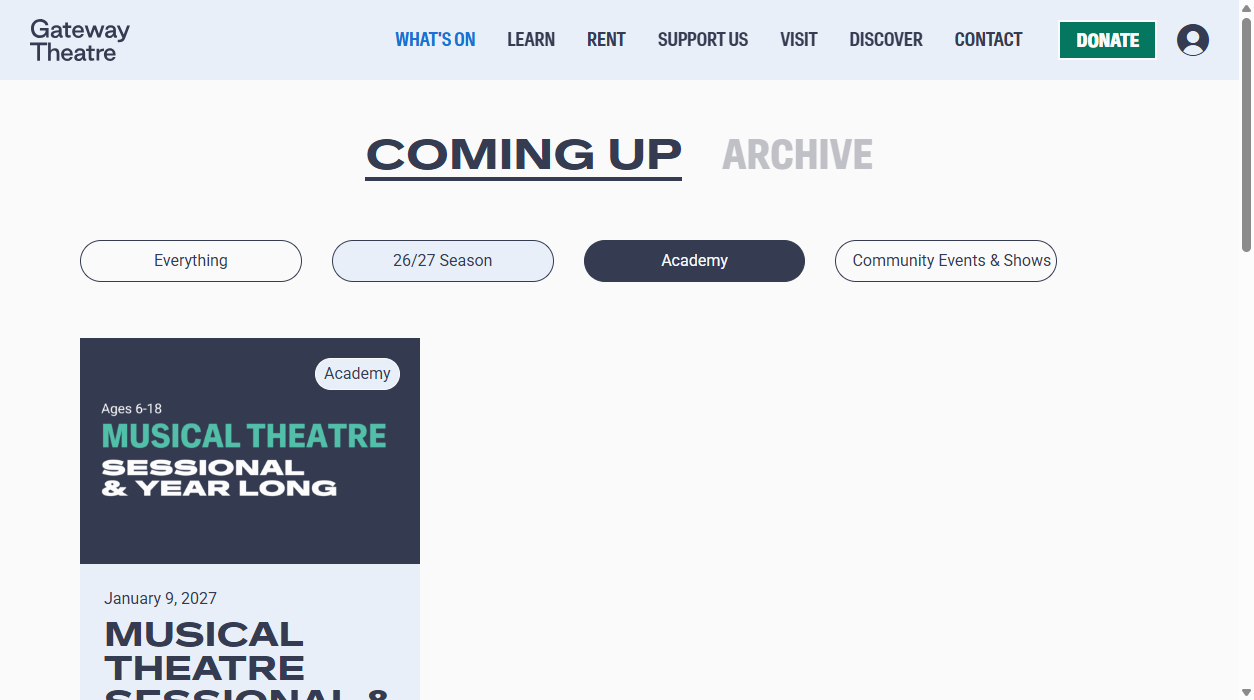 Gateway
Theatre
WHAT'S ON
LEARN
RENT
SUPPORT US
VISIT
DISCOVER
CONTACT
DONATE
COMING UP
ARCHIVE
Everything
26/27 Season
Academy
Community Events & Shows
Academy
Ages 6-18
MUSICAL THEATRE
SESSIONAL
& YEAR LONG
January 9, 2027
MUSICAL
THEATRE
SESSIONAL &